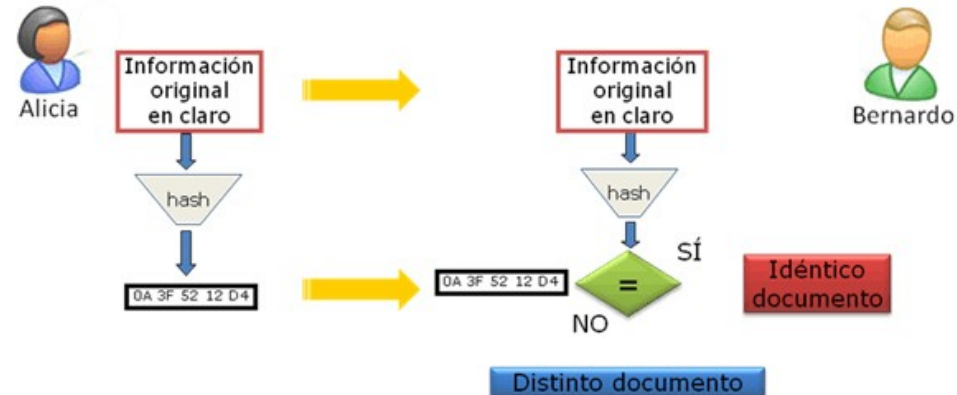 Alicia
Información
original
en claro
hash
0A 3F 52 12 D4
Información
original
en claro
hash
0A 3F 52 12 D4
=
SÍ
NO
Idéntico
documento
Distinto documento
Bernardo